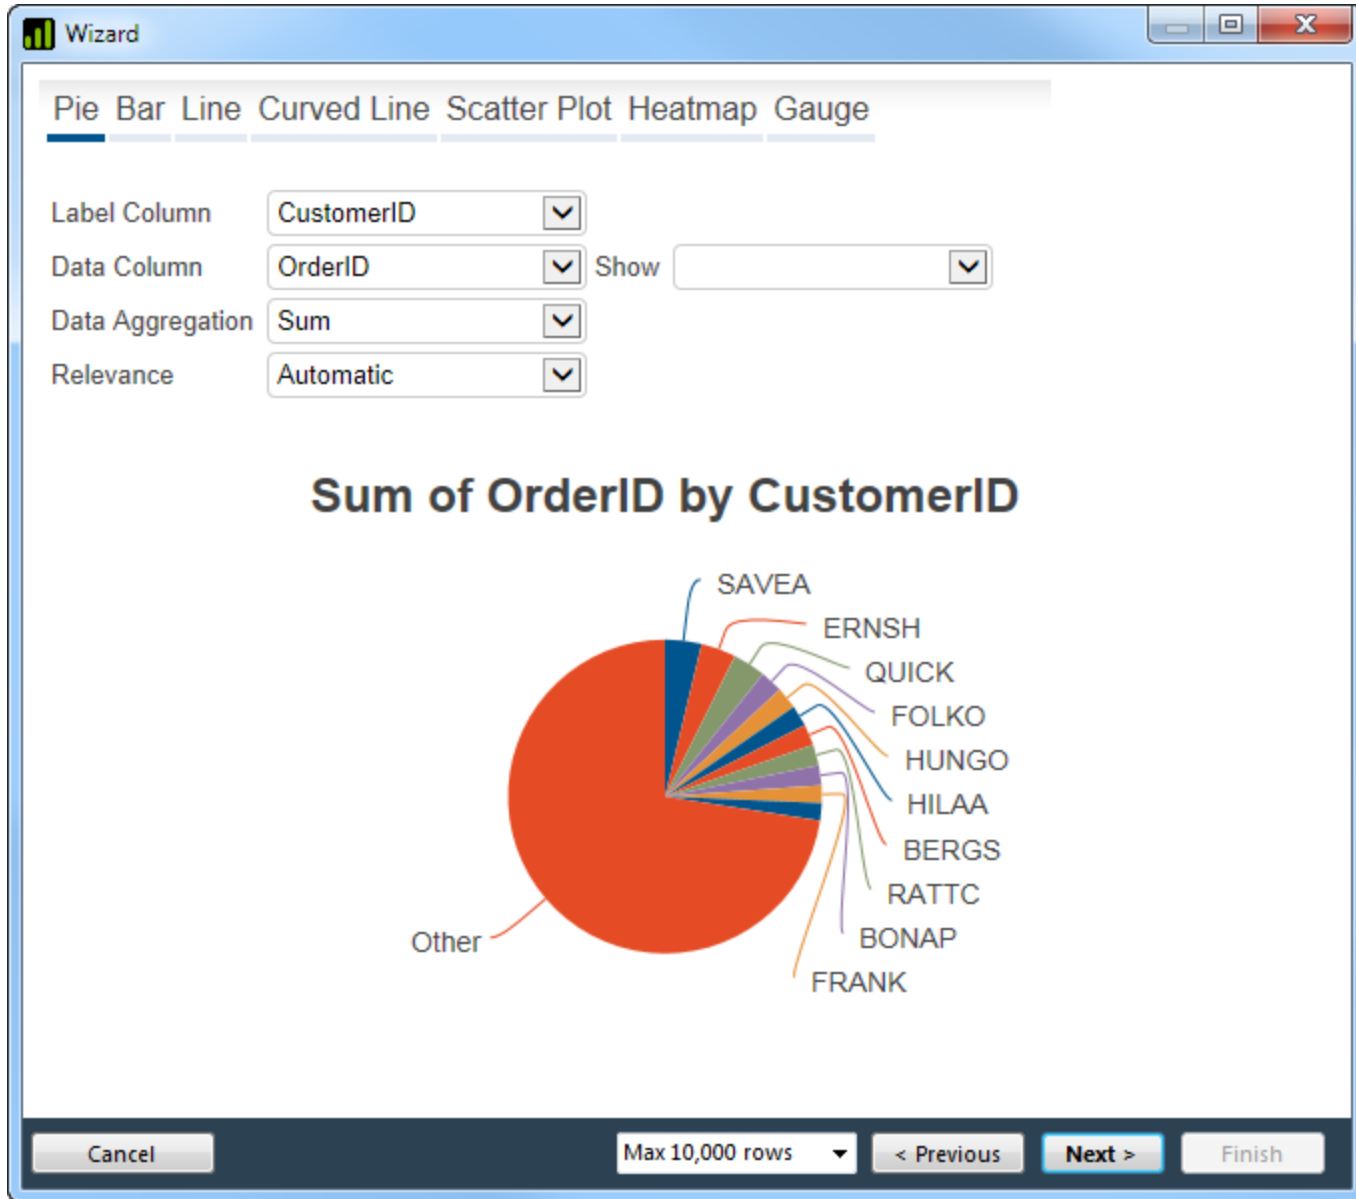 Wizard
Pie Bar Line Curved Line Scatter Plot Heatmap Gauge
Label Column CustomerID
Data Column OrderID Show
Data Aggregation Sum
Relevance Automatic
Sum of OrderID by CustomerID
SAVEA
ERNSH
QUICK
FOLKO
HUNGO
HILAA
BERGS
RATTC
BONAP
FRANK
Other
Cancel Max 10,000 rows < Previous Next > Finish